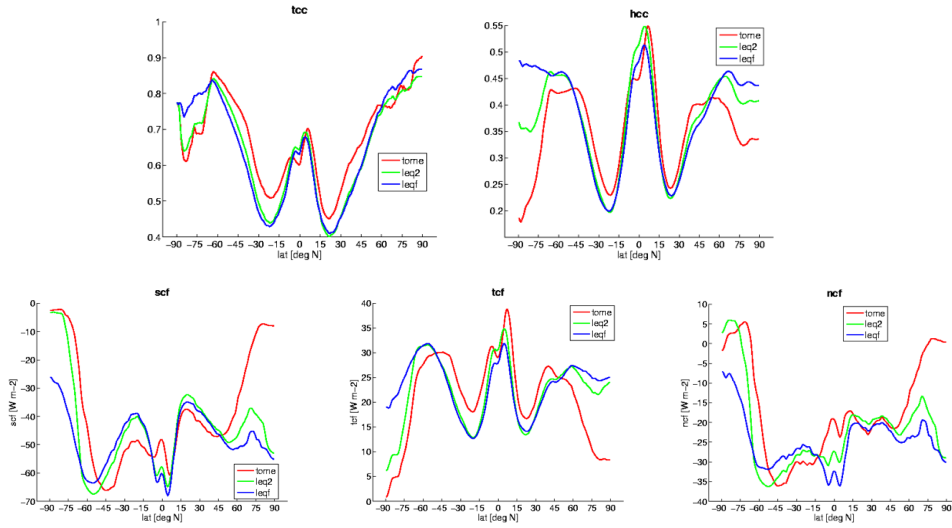 tcc
1
0.9
0.8
0.7
0.6
0.5
0.4
−90 −75 −60 −45 −30 −15 0 15 30 45 60 75 90
lat [deg N]
tome
leq2
leqf
hcc
0.55
0.5
0.45
0.4
0.35
0.3
0.25
0.2
−90 −75 −60 −45 −30 −15 0 15 30 45 60 75 90
lat [deg N]
tome
leq2
leqf
scf
0
−10
−20
−30
−40
−50
−60
−70
scf [W m−2]
−90 −75 −60 −45 −30 −15 0 15 30 45 60 75 90
lat [deg N]
tome
leq2
leqf
tcf
40
35
30
25
20
15
10
5
0
tcf [W m−2]
−90 −75 −60 −45 −30 −15 0 15 30 45 60 75 90
lat [deg N]
tome
leq2
leqf
ncf
10
5
0
−5
−10
−15
−20
−25
−30
−35
−40
ncf [W m−2]
−90 −75 −60 −45 −30 −15 0 15 30 45 60 75 90
lat [deg N]
tome
leq2
leqf